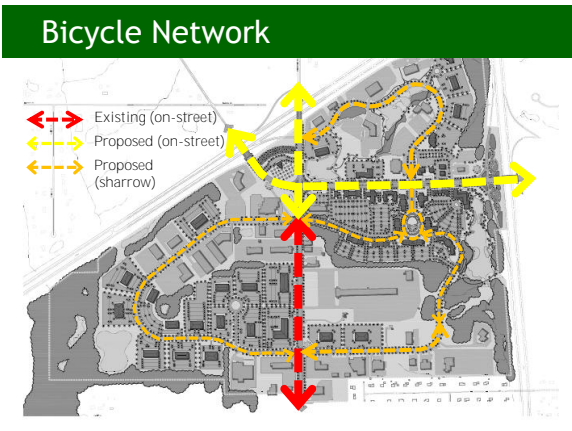 Bicycle Network
Existing (on-street)
Proposed (on-street)
Proposed
(sharrow)